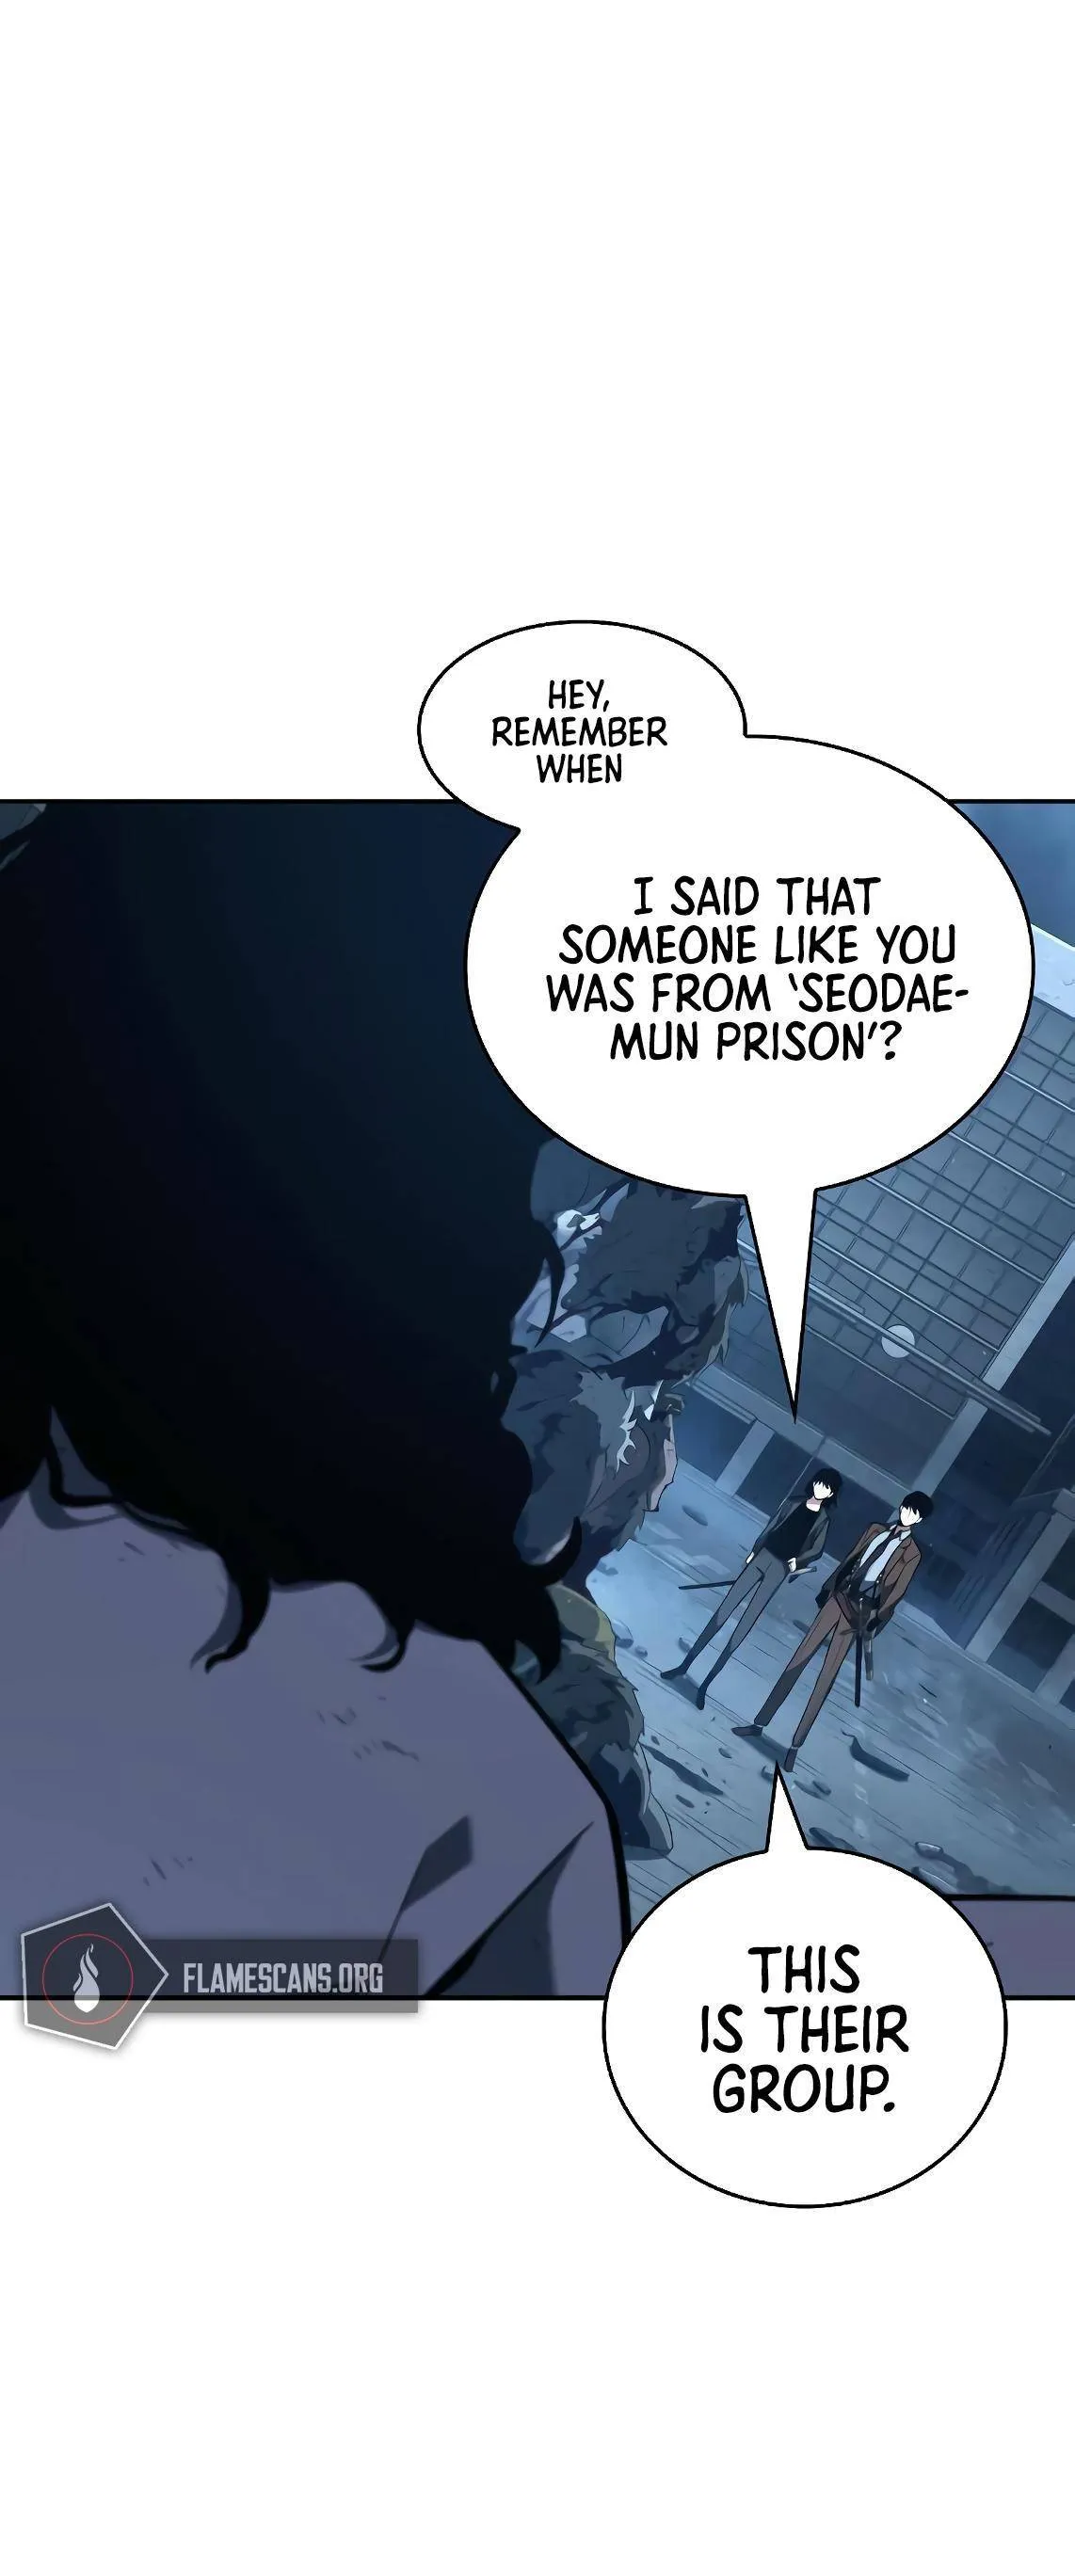 HEY,
REMEMBER
WHEN
I SAID THAT
SOMEONE LIKE YOU
WAS FROM 'SEODAE-
MUN PRISON'?
THIS
IS THEIR
GROUP.
FLAMESCANS.ORG